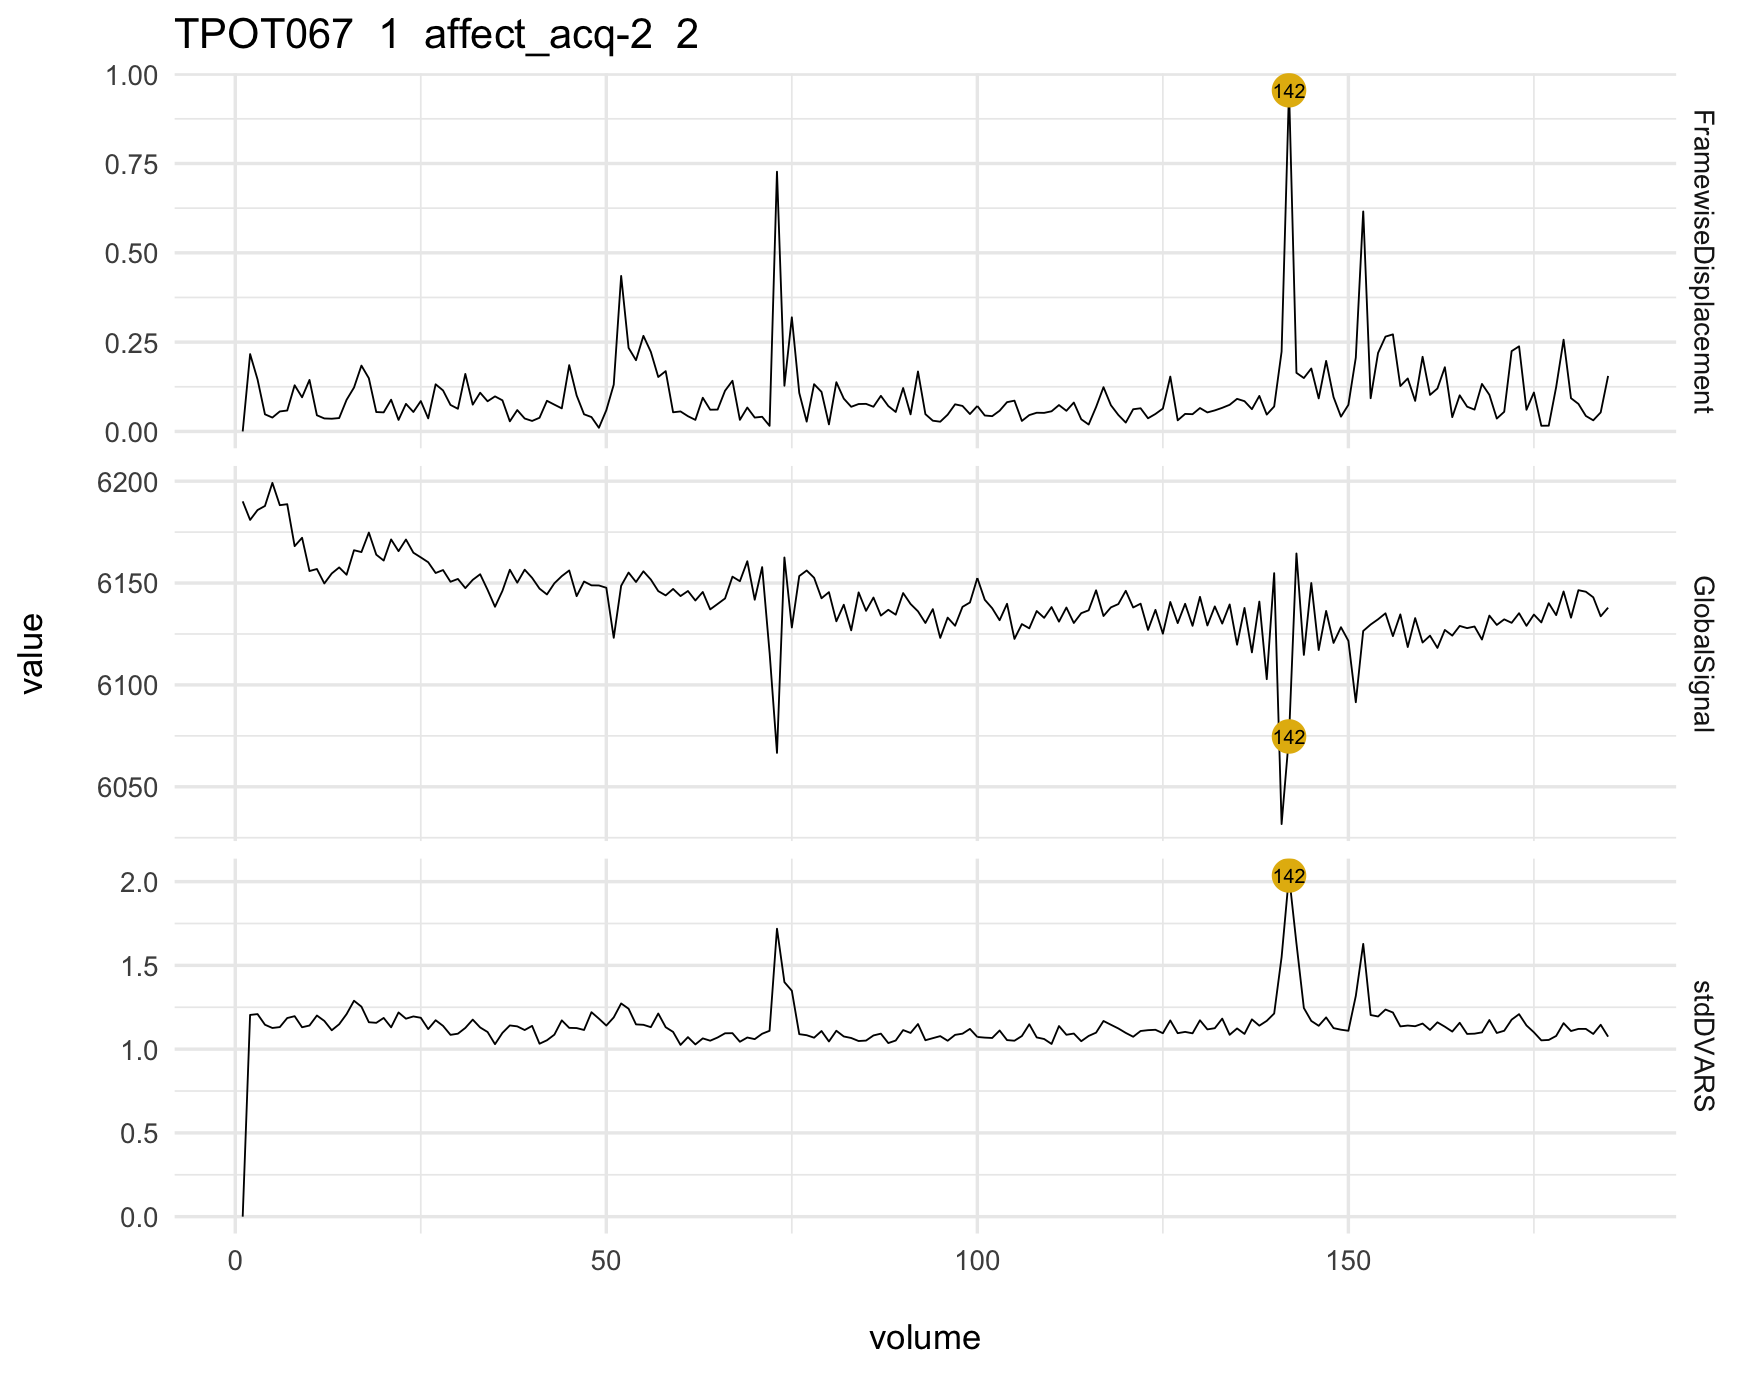 TPOT067 1 affect_acq-2 2
1.00
0.75
0.50
0.25
0.00
142
FramewiseDisplacement
6200
6150
6100
6050
142
GlobalSignal
2.0
1.5
1.0
0.5
0.0
142
stdDVARS
value
0 50 100 150
volume